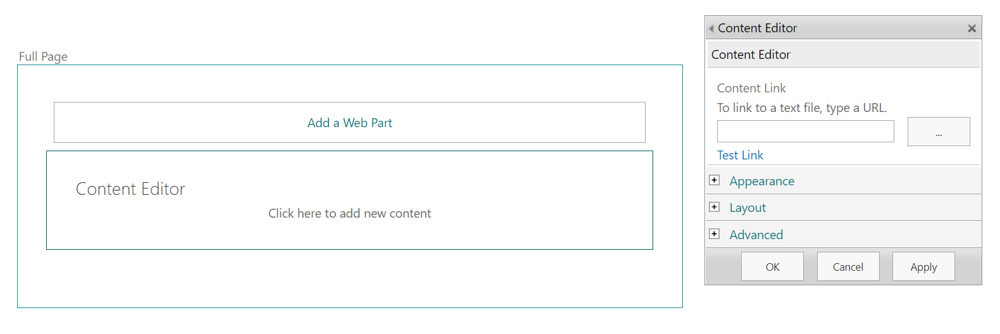 Full Page
Add a Web Part
Content Editor
Click here to add new content
Content Editor
Content Editor
Content Link
To link to a text file, type a URL.
...
Test Link
Appearance
Layout
Advanced
OK Cancel Apply